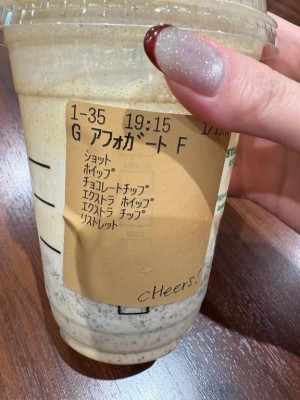 1-35 19:15
G アフォガート F
ショット
ホイップ
チョコレートチップ
エクストラ ホイップ
エクストラ チップ
リストレット
cHeers!